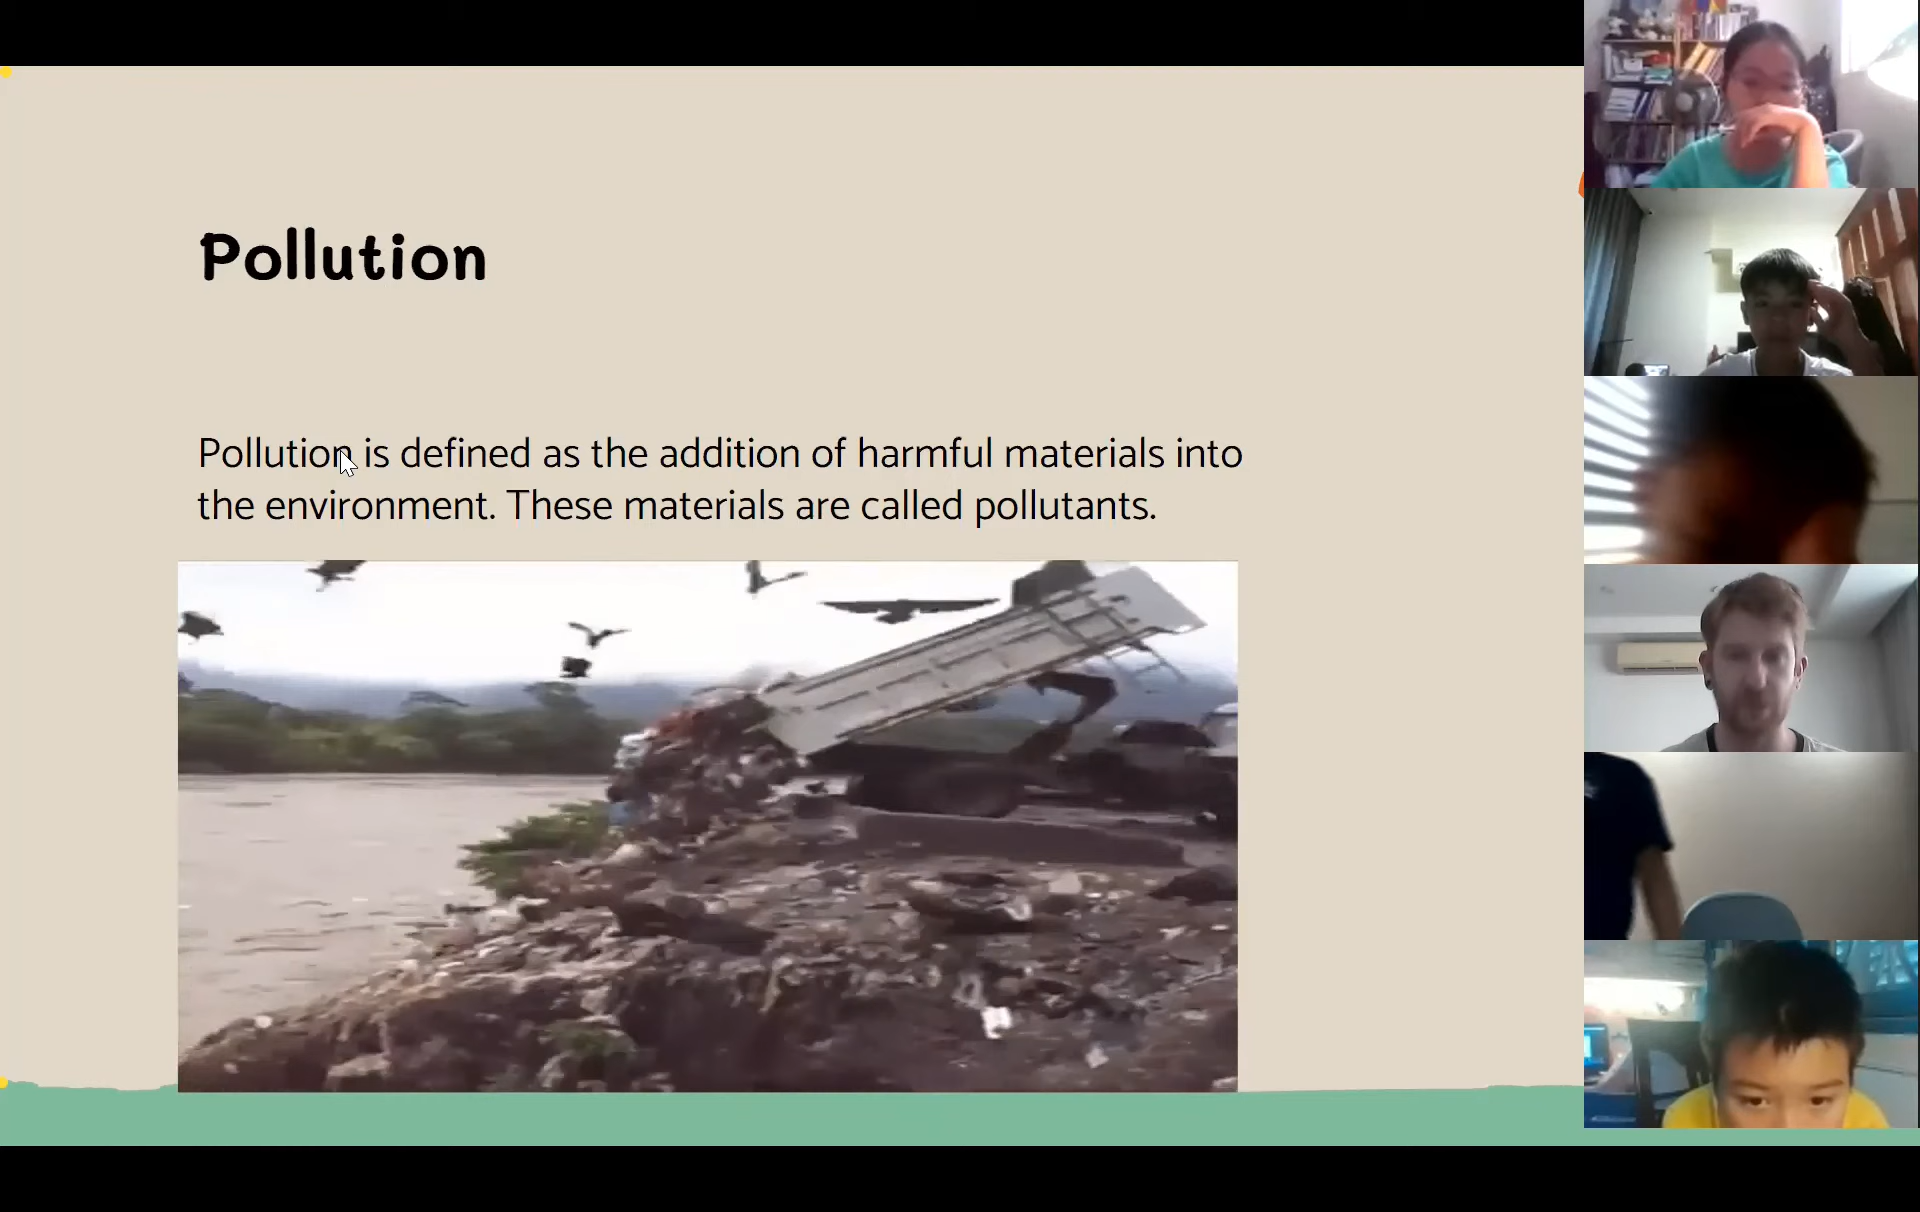 Pollution
Pollution is defined as the addition of harmful materials into
the environment. These materials are called pollutants.